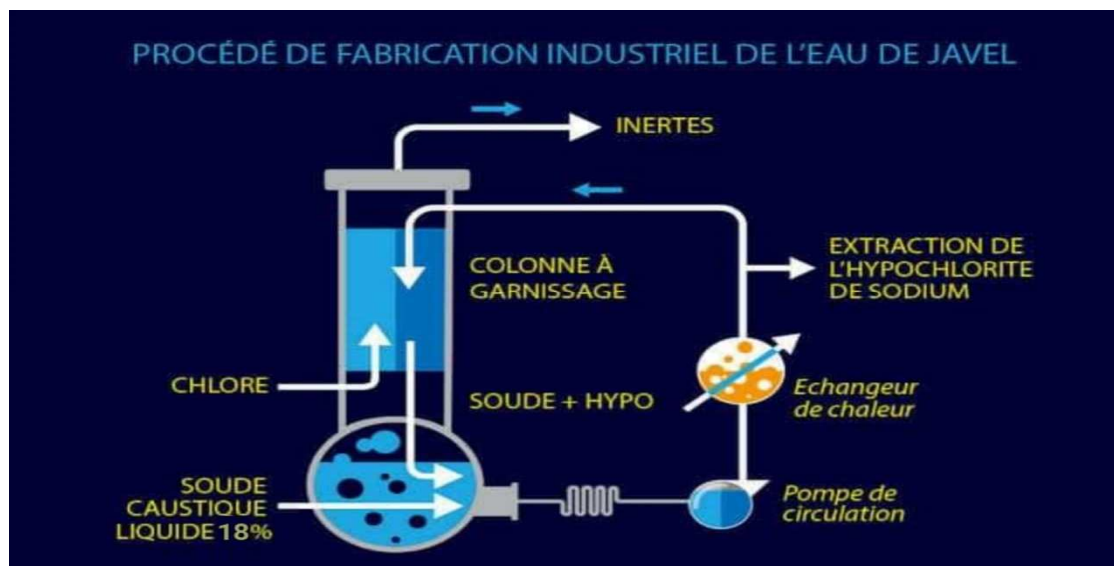 PROCÉDÉ DE FABRICATION INDUSTRIEL DE L'EAU DE JAVEL
INERTES
EXTRACTION DE
L'HYPOCHLORITE
DE SODIUM
COLONNE À
GARNISSAGE
CHLORE
SOUDE + HYPO
Echangeur
de chaleur
SOUDE
CAUSTIQUE
LIQUIDE 18%
Pompe de
circulation